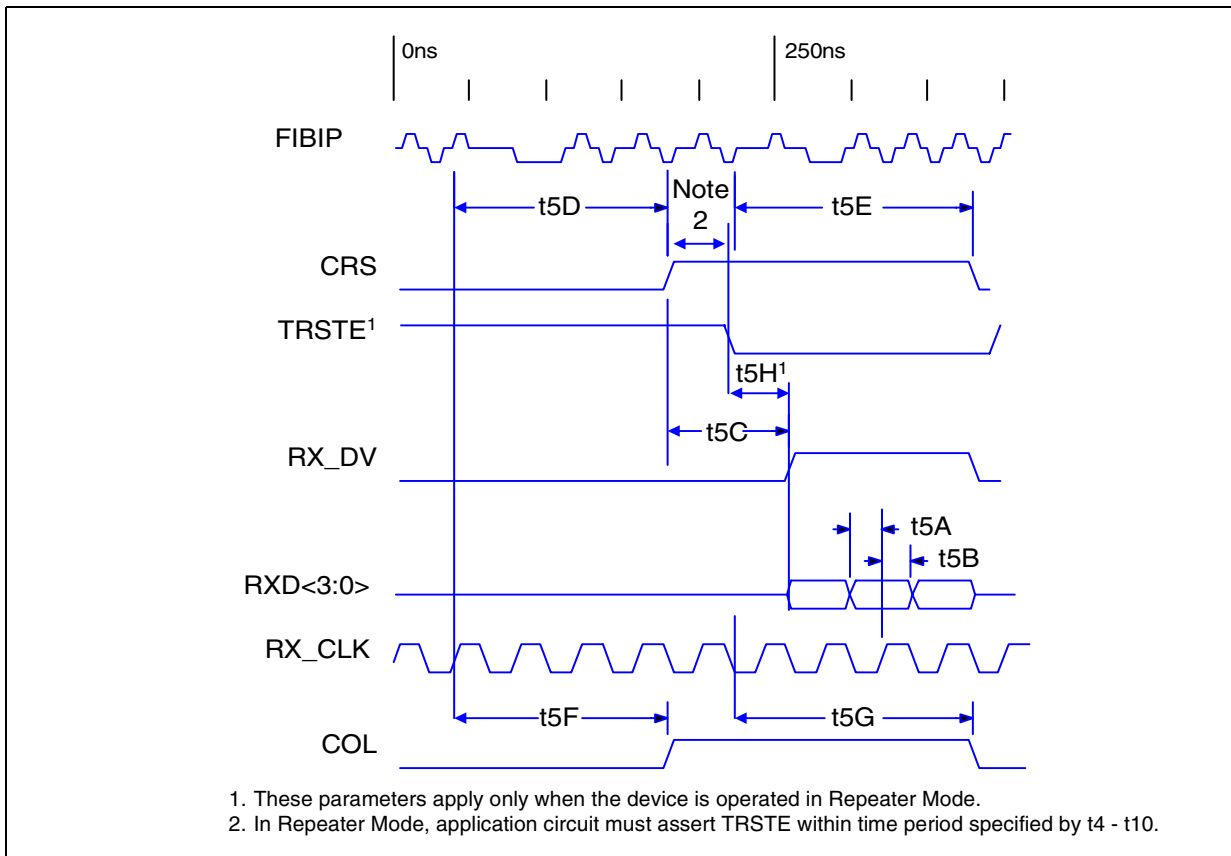 0ns 250ns
FIBIP
Note
2
t5D t5E
CRS
TRSTE¹
t5H¹
t5C
RX_DV
t5A
t5B
RXD<3:0>
RX_CLK
t5F t5G
COL
1. These parameters apply only when the device is operated in Repeater Mode.
2. In Repeater Mode, application circuit must assert TRSTE within time period specified by t4 - t10.